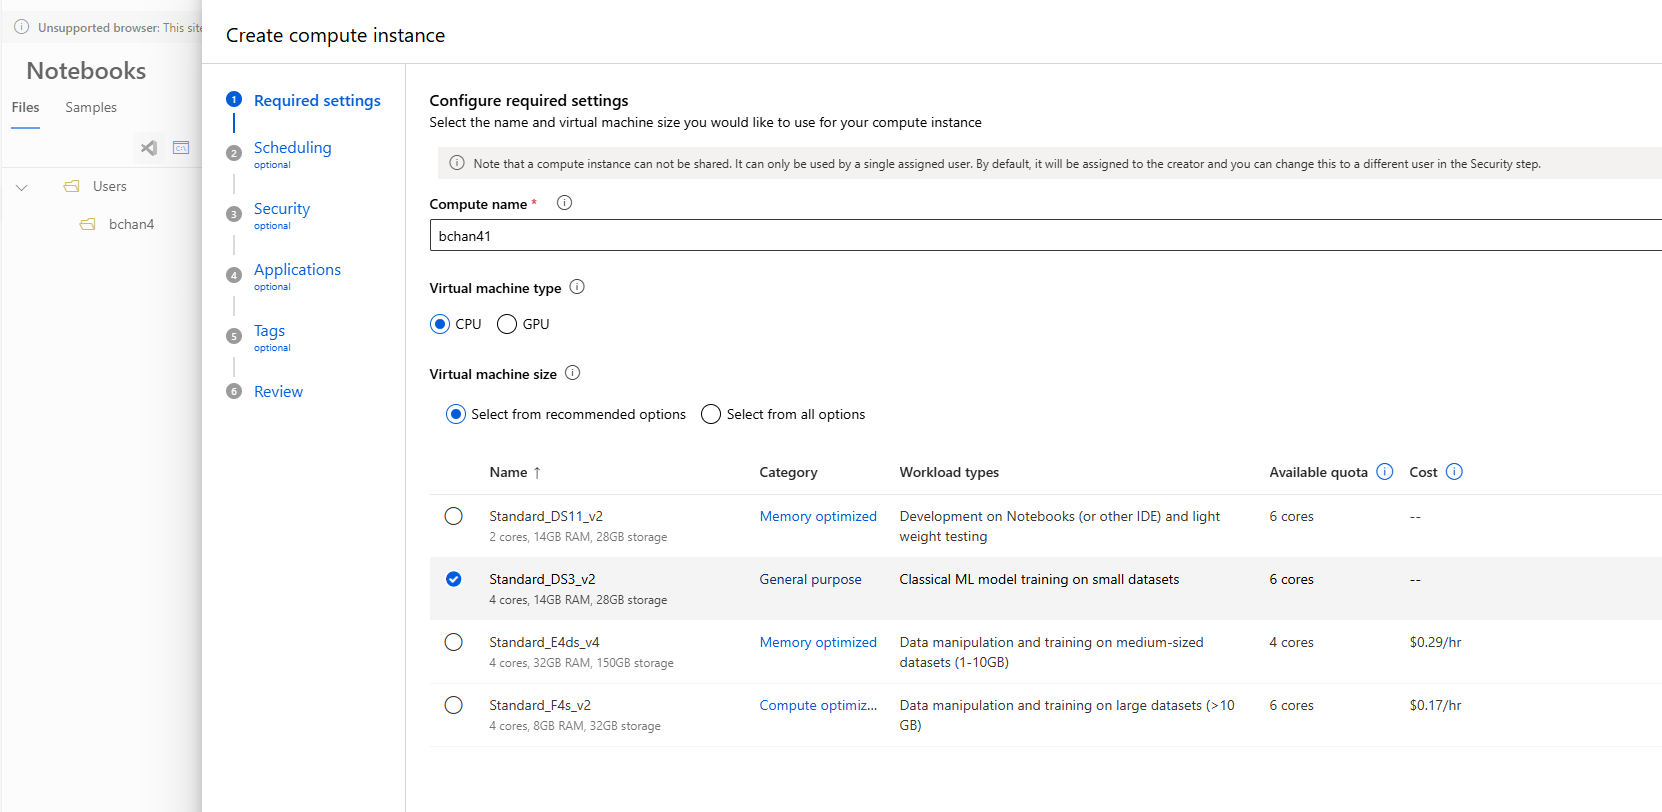 Unsupported browser: This site
Notebooks
Files Samples
Users
bchan4
Create compute instance
1 Required settings
2 Scheduling
optional
3 Security
optional
4 Applications
optional
5 Tags
optional
6 Review
Configure required settings
Select the name and virtual machine size you would like to use for your compute instance
Note that a compute instance can not be shared. It can only be used by a single assigned user. By default, it will be assigned to the creator and you can change this to a different user in the Security step.
Compute name *
bchan41
Virtual machine type
CPU GPU
Virtual machine size
Select from recommended options Select from all options
Name ↑ Category Workload types Available quota Cost
Standard_DS11_v2 Memory optimized Development on Notebooks (or other IDE) and light 6 cores --
2 cores, 14GB RAM, 28GB storage weight testing
Standard_DS3_v2 General purpose Classical ML model training on small datasets 6 cores --
4 cores, 14GB RAM, 28GB storage
Standard_E4ds_v4 Memory optimized Data manipulation and training on medium-sized 4 cores $0.29/hr
4 cores, 32GB RAM, 150GB storage datasets (1-10GB)
Standard_F4s_v2 Compute optimiz... Data manipulation and training on large datasets (>10 6 cores $0.17/hr
4 cores, 8GB RAM, 32GB storage GB)